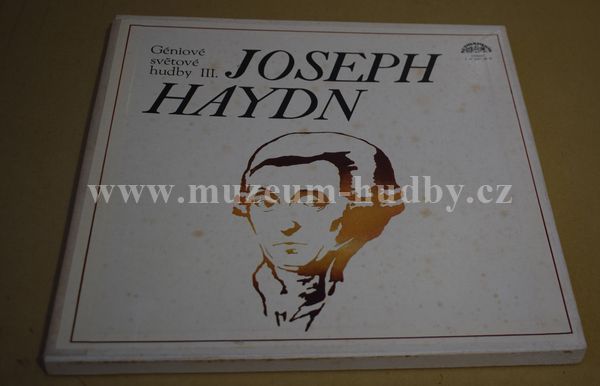 Géniové
světové
hudby III.
JOSEPH
HAYDN
www.muzeum-hudby.cz